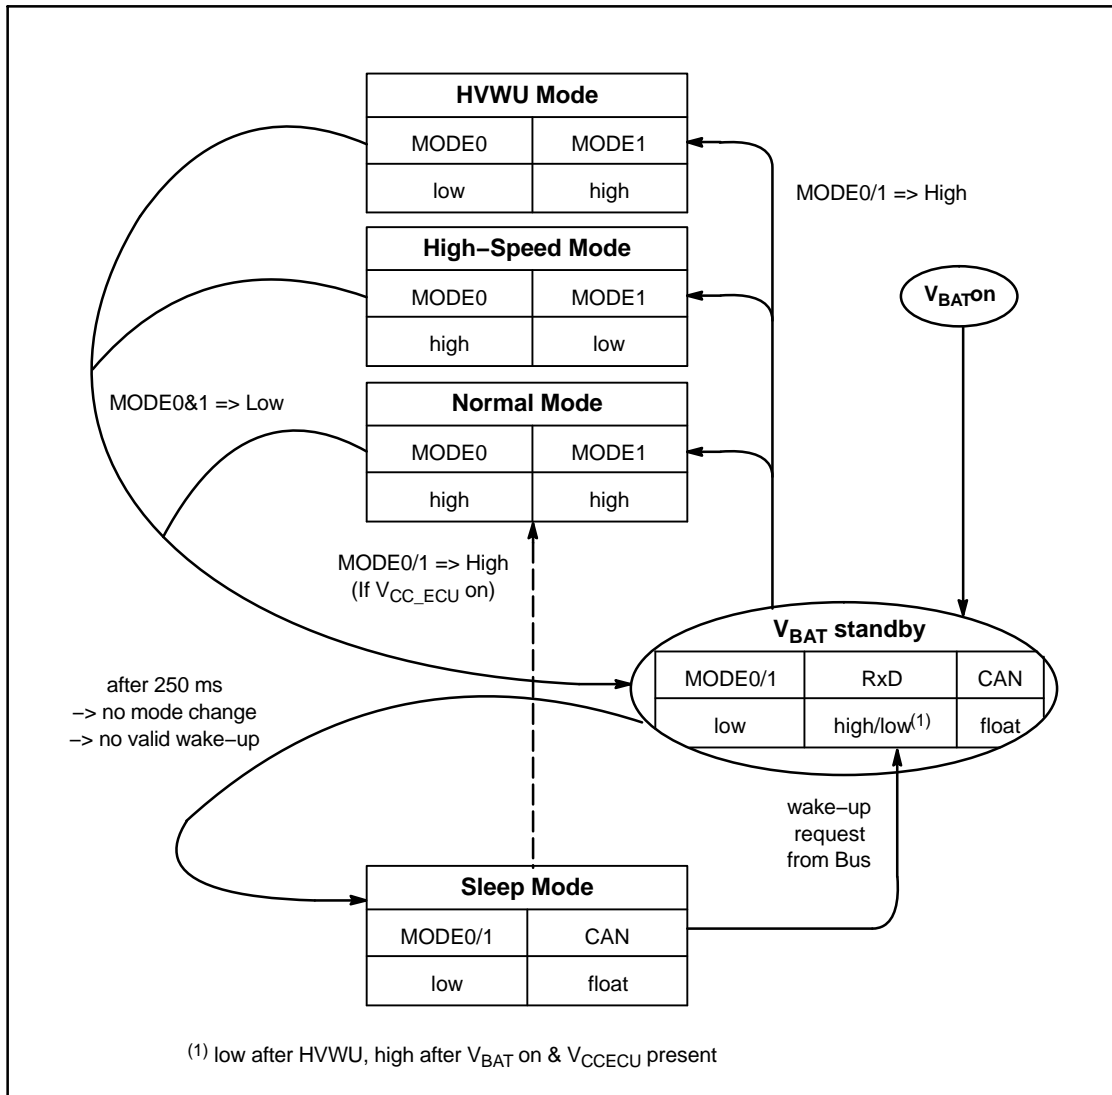 HVWU Mode
MODE0 MODE1
low high
MODE0/1 => High
High−Speed Mode
MODE0 MODE1
high low
VBATon
MODE0&1 => Low
Normal Mode
MODE0 MODE1
high high
MODE0/1 => High
(If VCC_ECU on)
VBAT standby
MODE0/1 RxD CAN
low high/low(1) float
after 250 ms
−> no mode change
−> no valid wake−up
wake−up
request
from Bus
Sleep Mode
MODE0/1 CAN
low float
(1) low after HVWU, high after VBAT on & VCCECU present